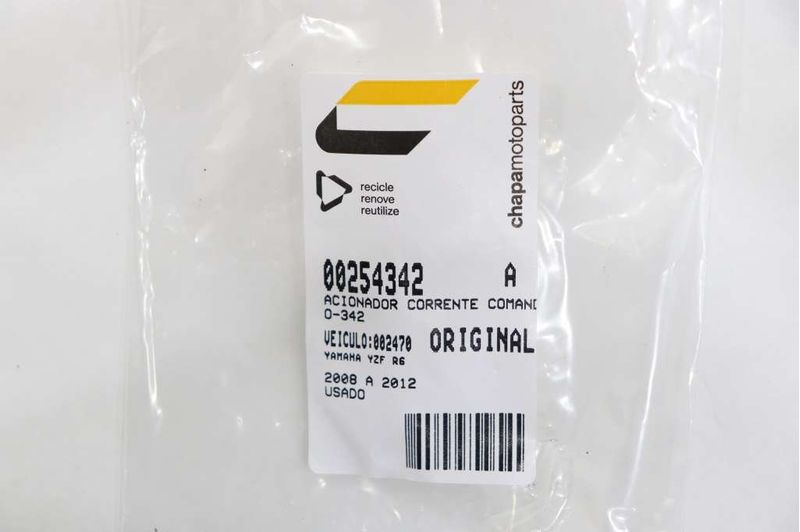 chapamotoparts
recicle
renove
reutilize
00254342 A
ACIONADOR CORRENTE COMAND
O-342
VEICULO:002470 ORIGINAL
YAMAHA YZF R6
2008 A 2012
USADO